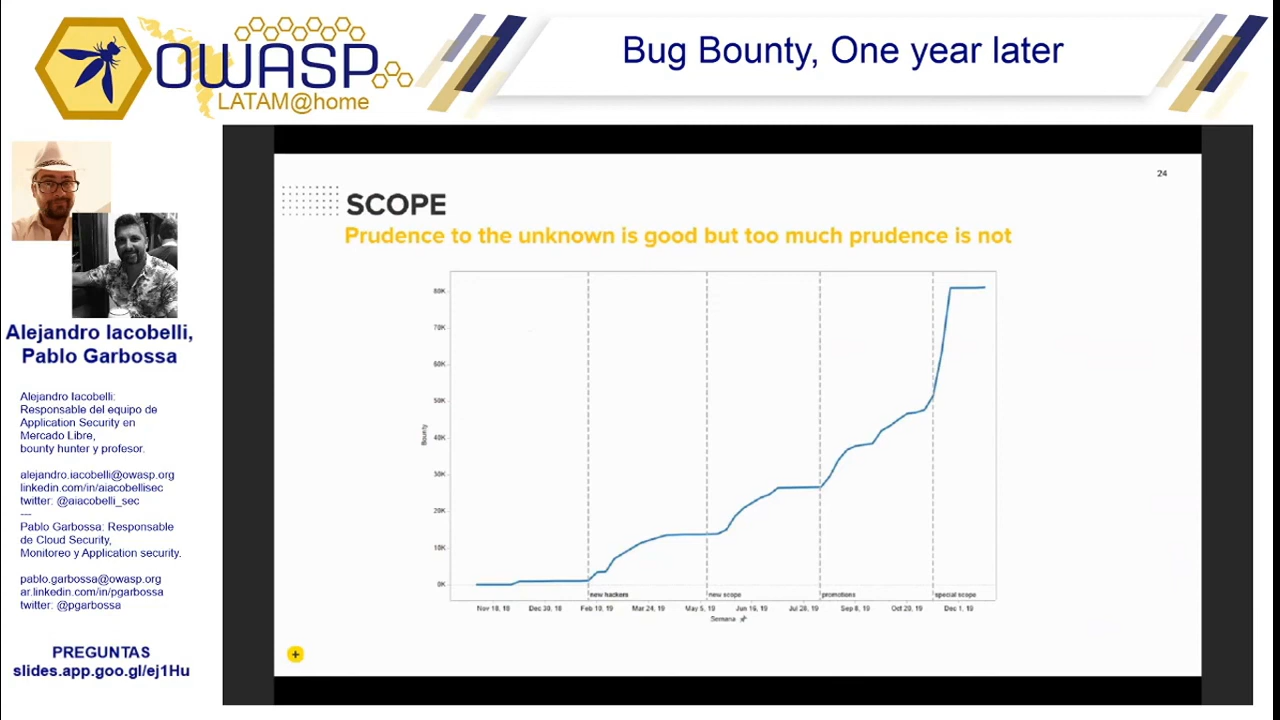 OWASP
LATAM@home
Bug Bounty, One year later
Alejandro Iacobelli,
Pablo Garbossa
Alejandro Iacobelli:
Responsable del equipo de
Application Security en
Mercado Libre,
bounty hunter y profesor.
alejandro.iacobelli@owasp.org
linkedin.com/in/aiacobellisec
twitter: @aiacobelli_sec
---
Pablo Garbossa: Responsable
de Cloud Security,
Monitoreo y Application security.
pablo.garbossa@owasp.org
ar.linkedin.com/in/pgarbossa
twitter: @pgarbossa
PREGUNTAS
slides.app.goo.gl/ej1Hu
24
SCOPE
Prudence to the unknown is good but too much prudence is not
Bounty
80K
70K
60K
50K
40K
30K
20K
10K
0K
new hackers new scope promotions special scope
Nov 18, 18 Dec 30, 18 Feb 10, 19 Mar 24, 19 May 5, 19 Jun 16, 19 Jul 28, 19 Sep 8, 19 Oct 20, 19 Dec 1, 19
Semana